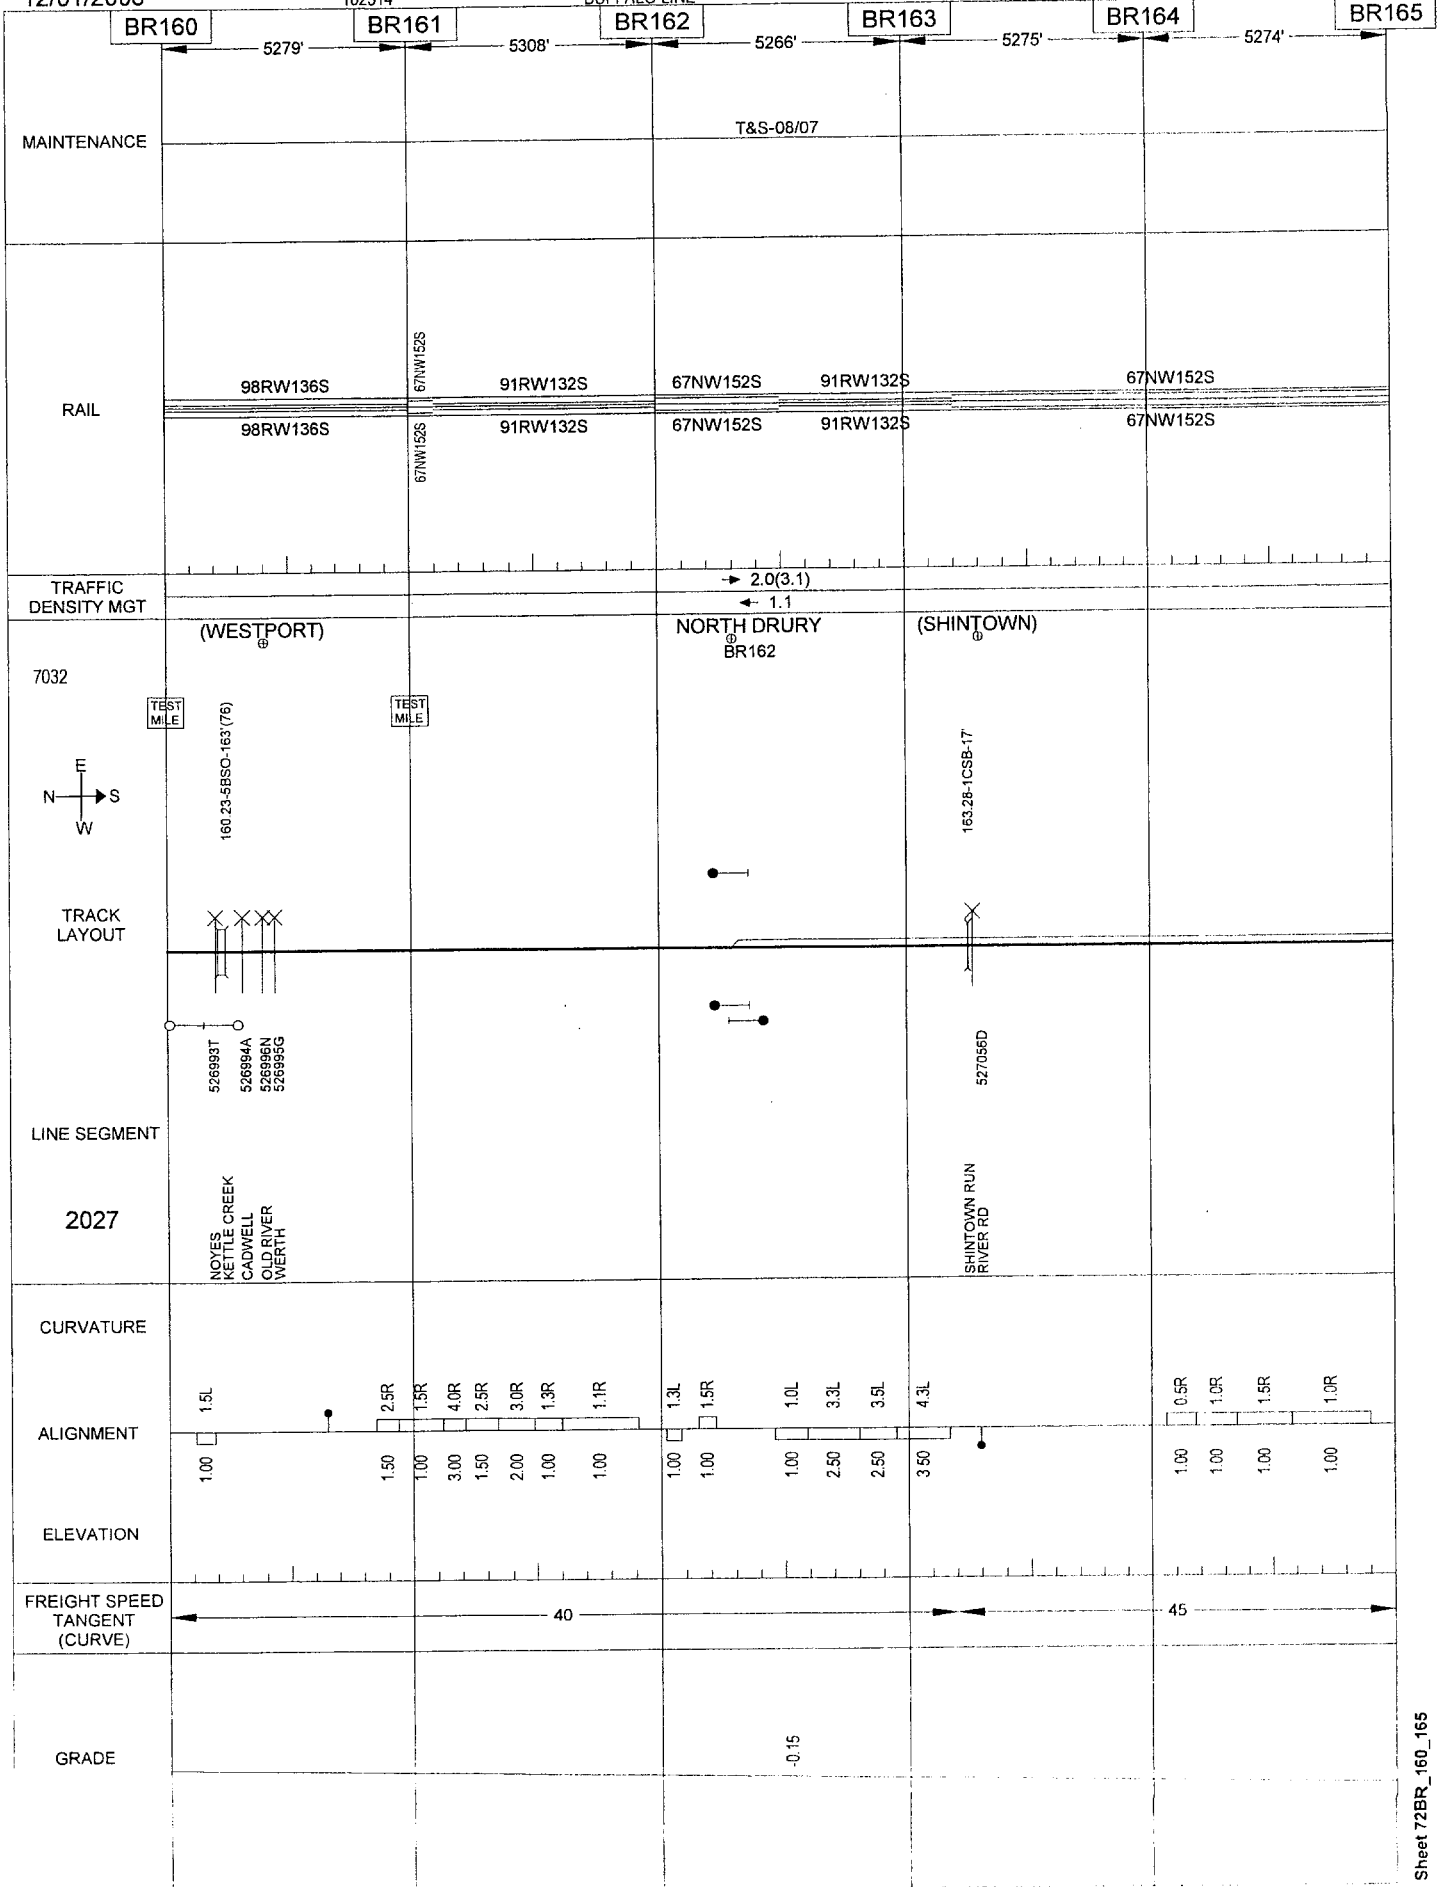 BR160 BR161 BR162 BR163 BR164 BR165
5279' 5308' 5266' 5275' 5274'
MAINTENANCE
T&S-08/07
RAIL
98RW136S 67NW152S 91RW132S 67NW152S 91RW132S 67NW152S
98RW136S 67NW152S 91RW132S 67NW152S 91RW132S 67NW152S
TRAFFIC
DENSITY MGT
2.0(3.1)
1.1
(WESTPORT) NORTH DRURY (SHINTOWN)
BR162
7032
TEST
MILE
TEST
MILE
160.23-5BSO-163'(76)
163.28-1CSB-17'
E
N S
W
TRACK
LAYOUT
526993T
526994A
526996N
526995G
527056D
LINE SEGMENT
2027
NOYES
KETTLE CREEK
CADWELL
OLD RIVER
WERTH
SHINTOWN RUN
RIVER RD
CURVATURE
1.5L 2.5R 1.5R 4.0R 2.5R 3.0R 1.3R 1.1R 1.3L 1.5R 1.0L 3.3L 3.5L 4.3L 0.5R 1.0R 1.5R 1.0R
ALIGNMENT
1.00 1.50 1.00 3.00 1.50 2.00 1.00 1.00 1.00 1.00 1.00 2.50 2.50 3.50 1.00 1.00 1.00 1.00
ELEVATION
FREIGHT SPEED
TANGENT
(CURVE)
40 45
GRADE
-0.15
Sheet 72BR_160_165